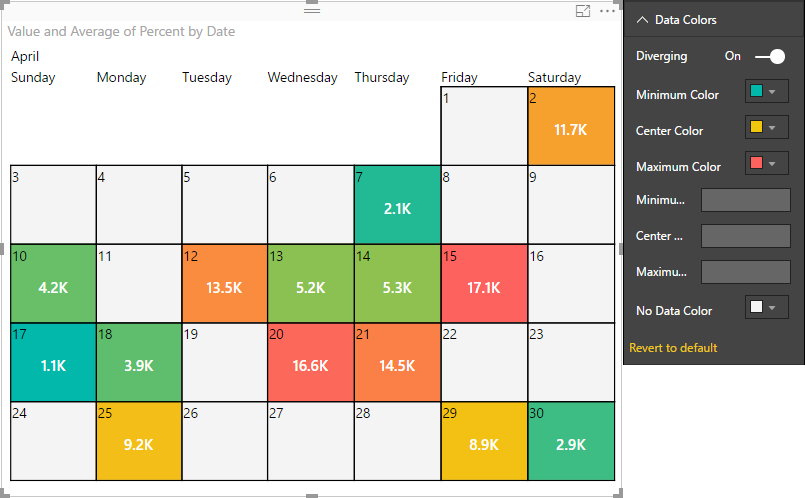 Value and Average of Percent by Date
April
Sunday Monday Tuesday Wednesday Thursday Friday Saturday
1 2
11.7K
3 4 5 6 7 8 9
2.1K
10 11 12 13 14 15 16
4.2K 13.5K 5.2K 5.3K 17.1K
17 18 19 20 21 22 23
1.1K 3.9K 16.6K 14.5K
24 25 26 27 28 29 30
9.2K 8.9K 2.9K
Data Colors
Diverging On
Minimum Color
Center Color
Maximum Color
Minimu...
Center ...
Maximu...
No Data Color
Revert to default